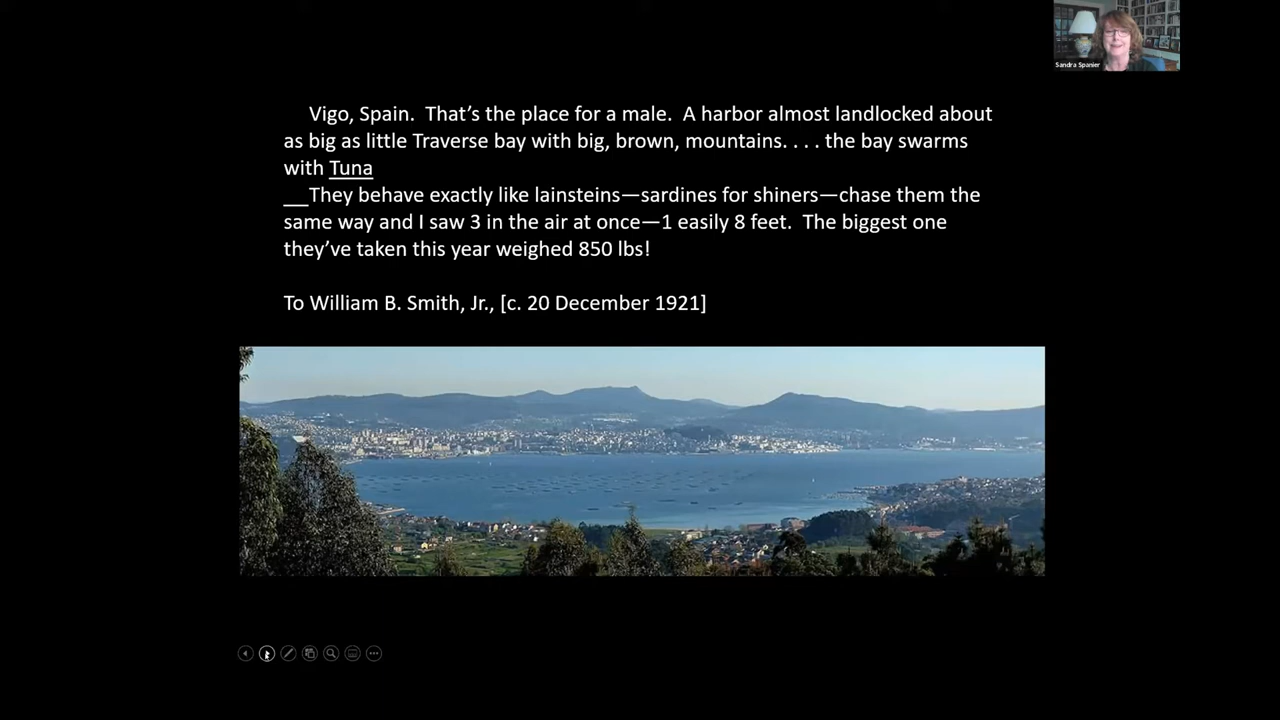 Sandra Spanier
Vigo, Spain.  That’s the place for a male.  A harbor almost landlocked about
as big as little Traverse bay with big, brown, mountains. . . . the bay swarms
with Tuna
__They behave exactly like lainsteins—sardines for shiners—chase them the
same way and I saw 3 in the air at once—1 easily 8 feet.  The biggest one
they’ve taken this year weighed 850 lbs!
To William B. Smith, Jr., [c. 20 December 1921]